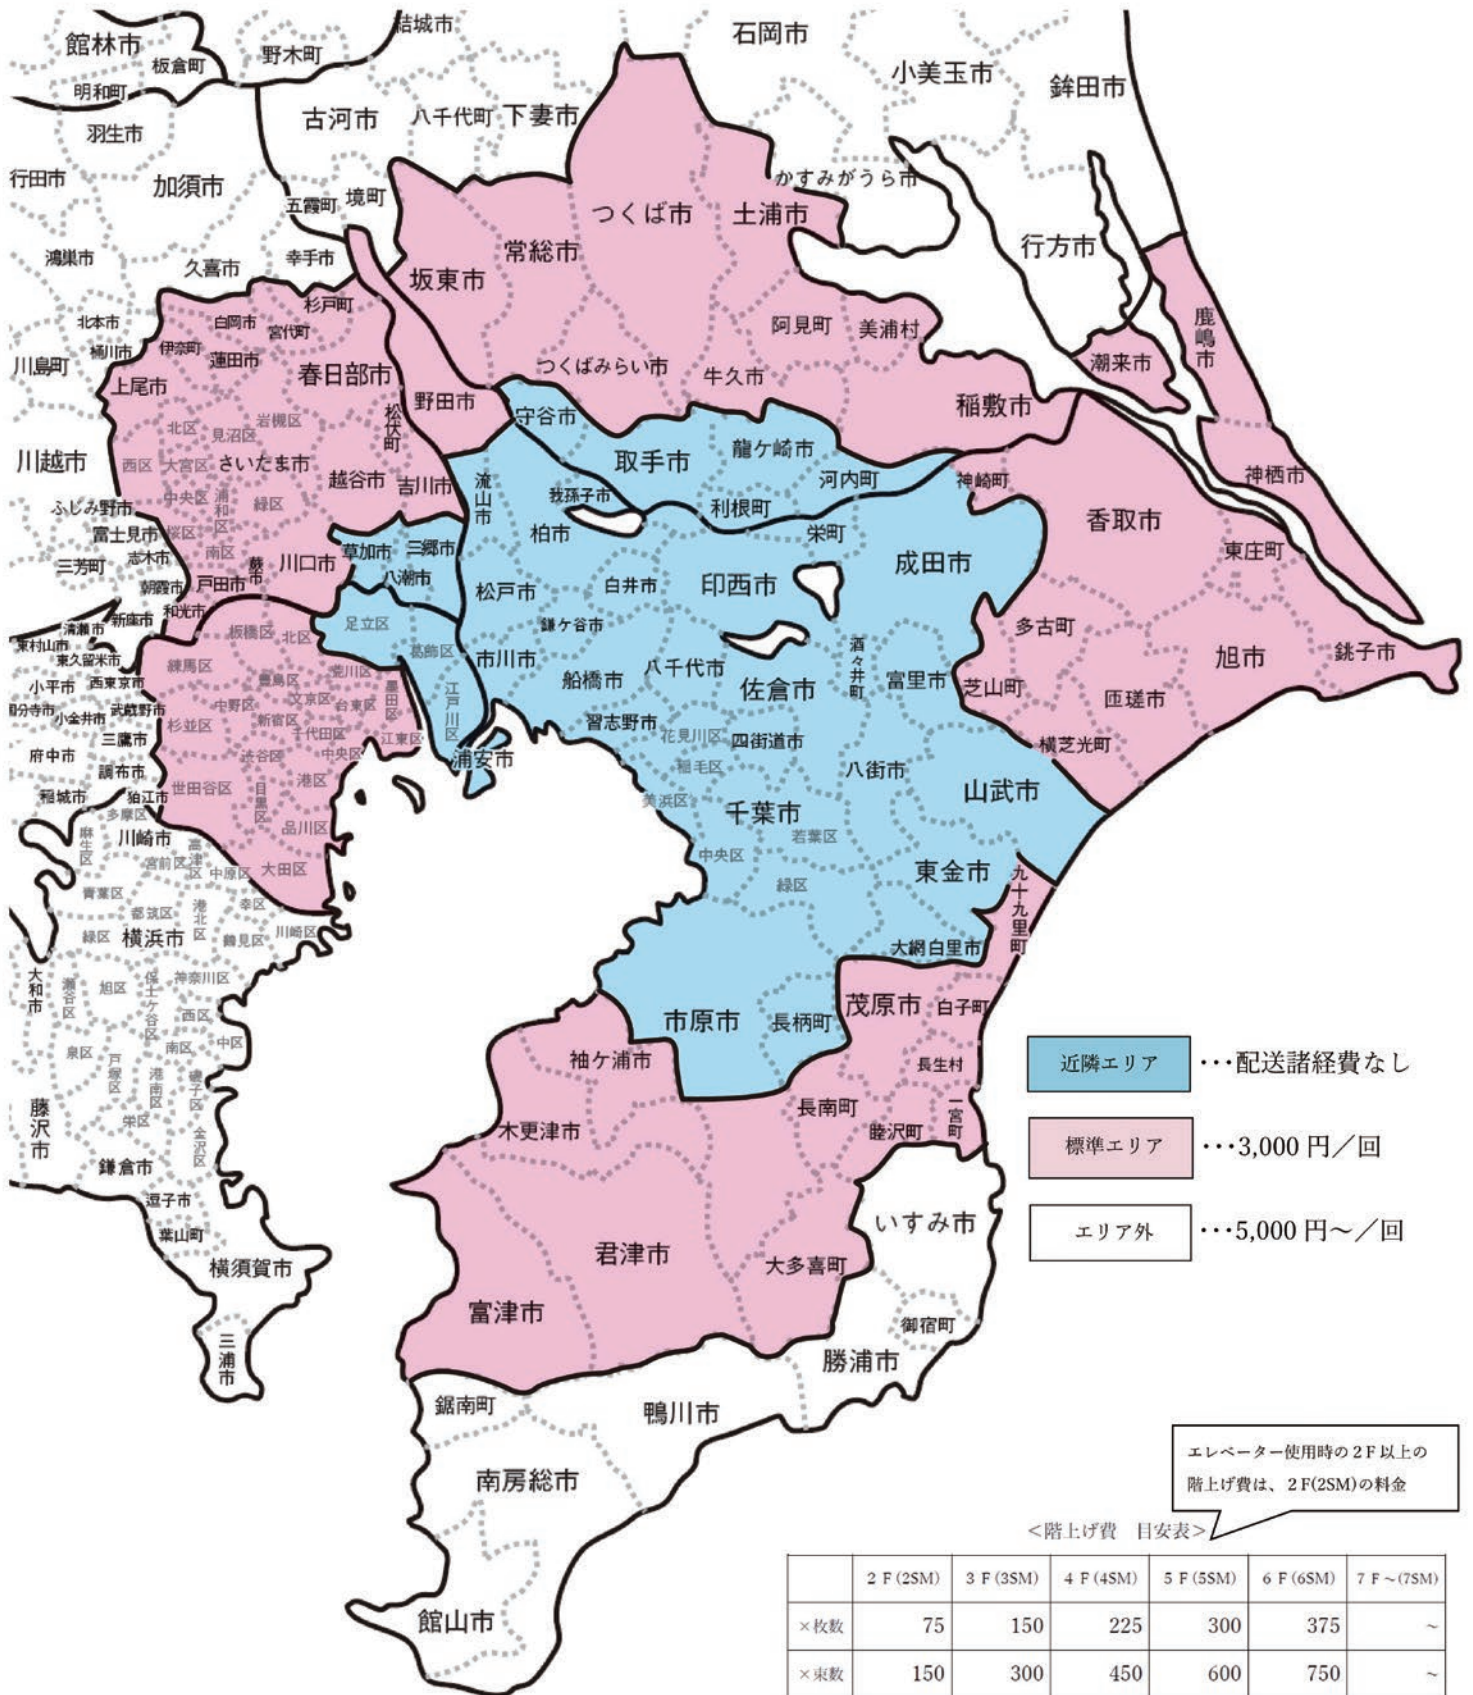 館林市
板倉町
野木町
結城市
石岡市
小美玉市
鉾田市
明和町
羽生市
古河市
八千代町
下妻市
行田市
加須市
五霞町
境町
かすみがうら市
つくば市
土浦市
行方市
鴻巣市
久喜市
幸手市
坂東市
常総市
杉戸町
北本市
白岡市
宮代町
阿見町
美浦村
鹿嶋市
川島町
桶川市
伊奈町
蓮田市
上尾市
春日部市
野田市
つくばみらい市
牛久市
潮来市
稲敷市
松伏町
守谷市
北区
見沼区
岩槻区
川越市
西区
大宮区
さいたま市
越谷市
吉川市
流山市
取手市
龍ケ崎市
河内町
神崎町
神栖市
我孫子市
利根町
ふじみ野市
中央区
浦和区
緑区
香取市
富士見市
桜区
柏市
栄町
東庄町
三芳町
志木市
南区
蕨市
川口市
草加市
三郷市
八潮市
成田市
朝霞市
戸田市
松戸市
白井市
印西市
和光市
新座市
清瀬市
板橋区
北区
足立区
鎌ケ谷市
多古町
東村山市
東久留米市
練馬区
葛飾区
市川市
酒々井町
旭市
銚子市
小平市
西東京市
豊島区
荒川区
墨田区
江戸川区
船橋市
八千代市
佐倉市
富里市
芝山町
匝瑳市
国分寺市
小金井市
武蔵野市
中野区
文京区
台東区
杉並区
新宿区
千代田区
江東区
習志野市
花見川区
四街道市
横芝光町
府中市
三鷹市
渋谷区
中央区
浦安市
稲毛区
八街市
調布市
世田谷区
目黒区
港区
山武市
稲城市
狛江市
美浜区
千葉市
多摩区
麻生区
川崎市
品川区
若葉区
宮前区
高津区
中原区
大田区
中央区
緑区
東金市
九十九里町
青葉区
都筑区
港北区
幸区
緑区
横浜市
鶴見区
川崎区
大網白里市
大和市
瀬谷区
旭区
保土ケ谷区
神奈川区
西区
市原市
長柄町
茂原市
白子町
泉区
戸塚区
南区
中区
袖ケ浦市
長生村
近隣エリア
・・・配送諸経費なし
港南区
磯子区
藤沢市
栄区
金沢区
木更津市
長南町
睦沢町
一宮町
標準エリア
・・・3,000 円／回
鎌倉市
逗子市
葉山町
いすみ市
エリア外
・・・5,000 円～／回
横須賀市
君津市
大多喜町
富津市
御宿町
三浦市
勝浦市
鋸南町
鴨川市
南房総市
館山市
エレベーター使用時の２F 以上の
階上げ費は、２F(2SM)の料金
＜階上げ費　目安表＞
２F(2SM) ３F(3SM) ４F(4SM) ５F(5SM) ６F(6SM) ７F～(7SM)
×枚数 75 150 225 300 375 ～
×束数 150 300 450 600 750 ～